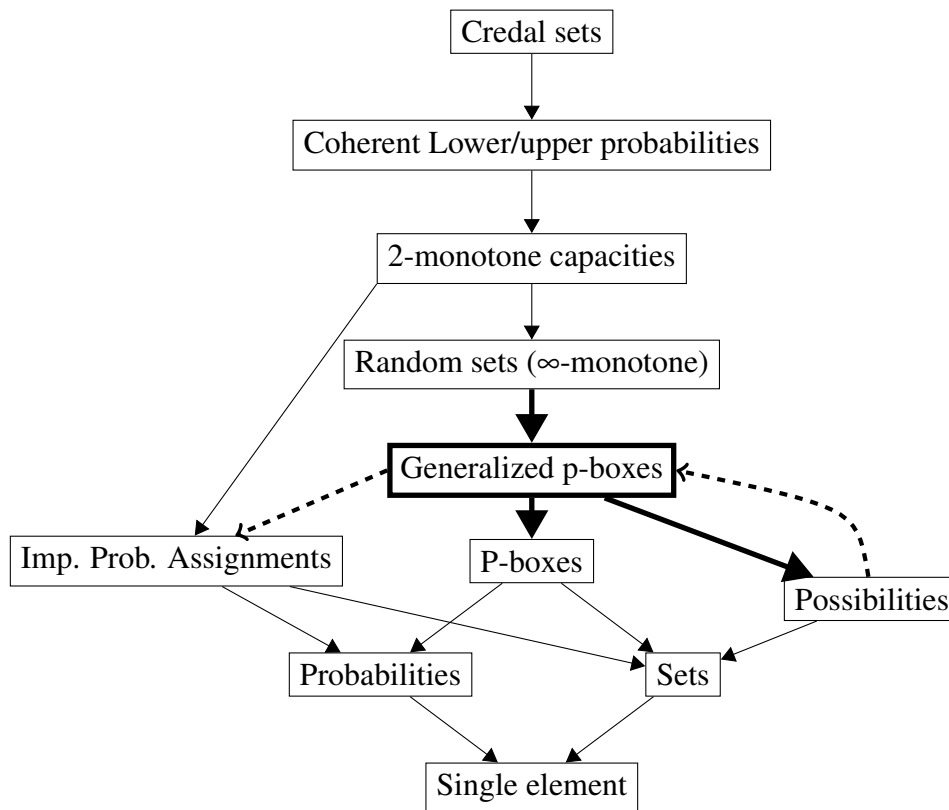 Credal sets
Coherent Lower/upper probabilities
2-monotone capacities
Random sets (∞-monotone)
Generalized p-boxes
Imp. Prob. Assignments
P-boxes
Possibilities
Probabilities
Sets
Single element